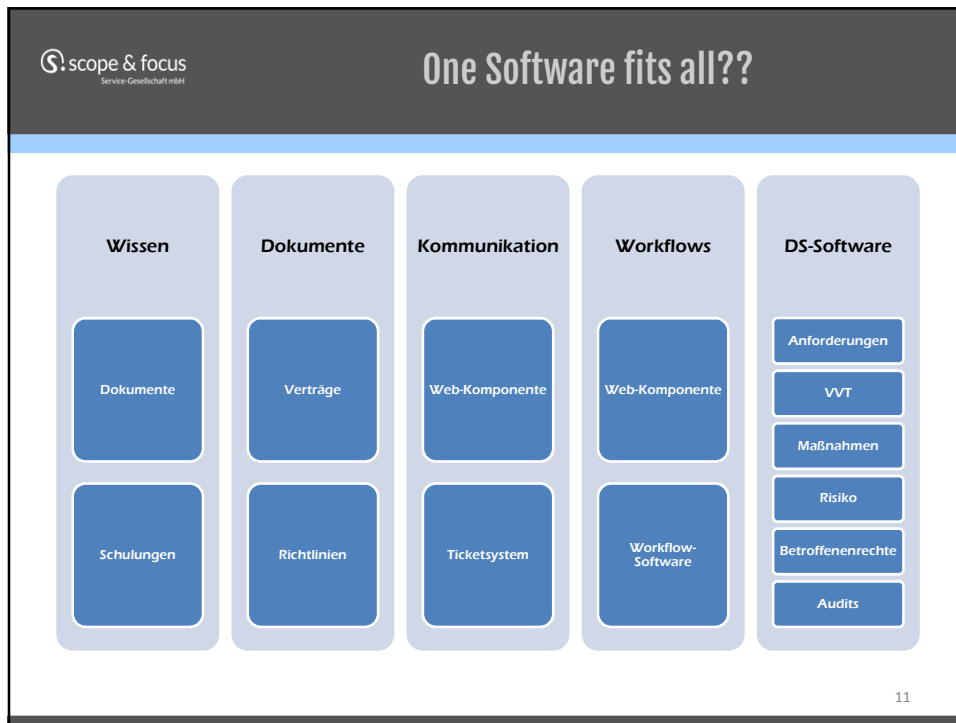 scope & focus
Service-Gesellschaft mbH
One Software fits all??
Wissen
Dokumente
Schulungen
Dokumente
Verträge
Richtlinien
Kommunikation
Web-Komponente
Ticketsystem
Workflows
Web-Komponente
Workflow-
Software
DS-Software
Anforderungen
VVT
Maßnahmen
Risiko
Betroffenenrechte
Audits
11